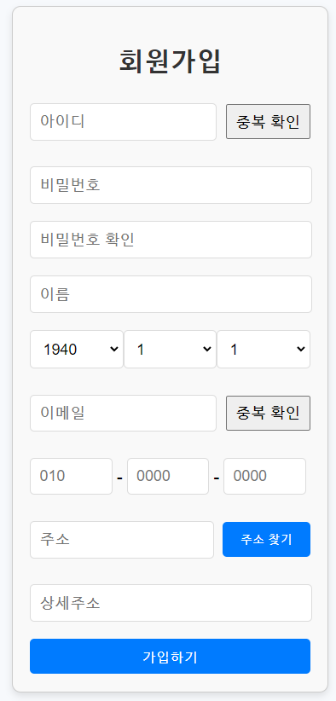 회원가입
아이디 중복 확인
비밀번호
비밀번호 확인
이름
1940 1 1
이메일 중복 확인
010 - 0000 - 0000
주소 주소 찾기
상세주소
가입하기